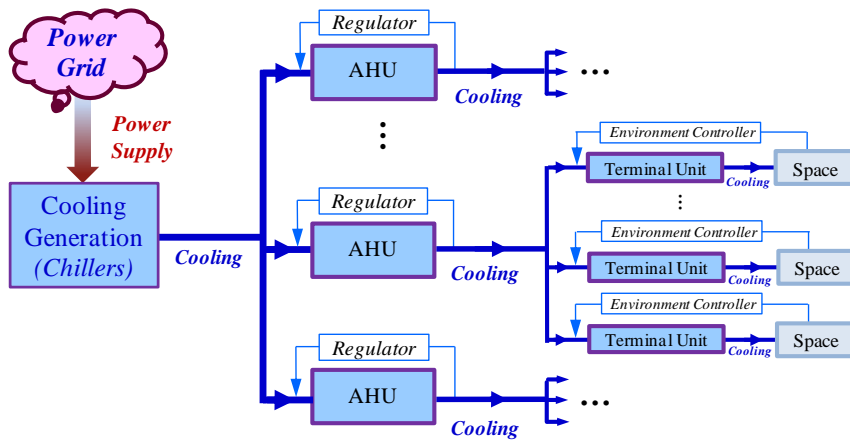 Power
Grid
Power
Supply
Cooling
Generation
(Chillers)
Cooling
Regulator
AHU
Cooling
...
...
Regulator
AHU
Cooling
Regulator
AHU
Cooling
...
Environment Controller
Terminal Unit
Cooling
Space
...
Environment Controller
Terminal Unit
Cooling
Space
Environment Controller
Terminal Unit
Cooling
Space